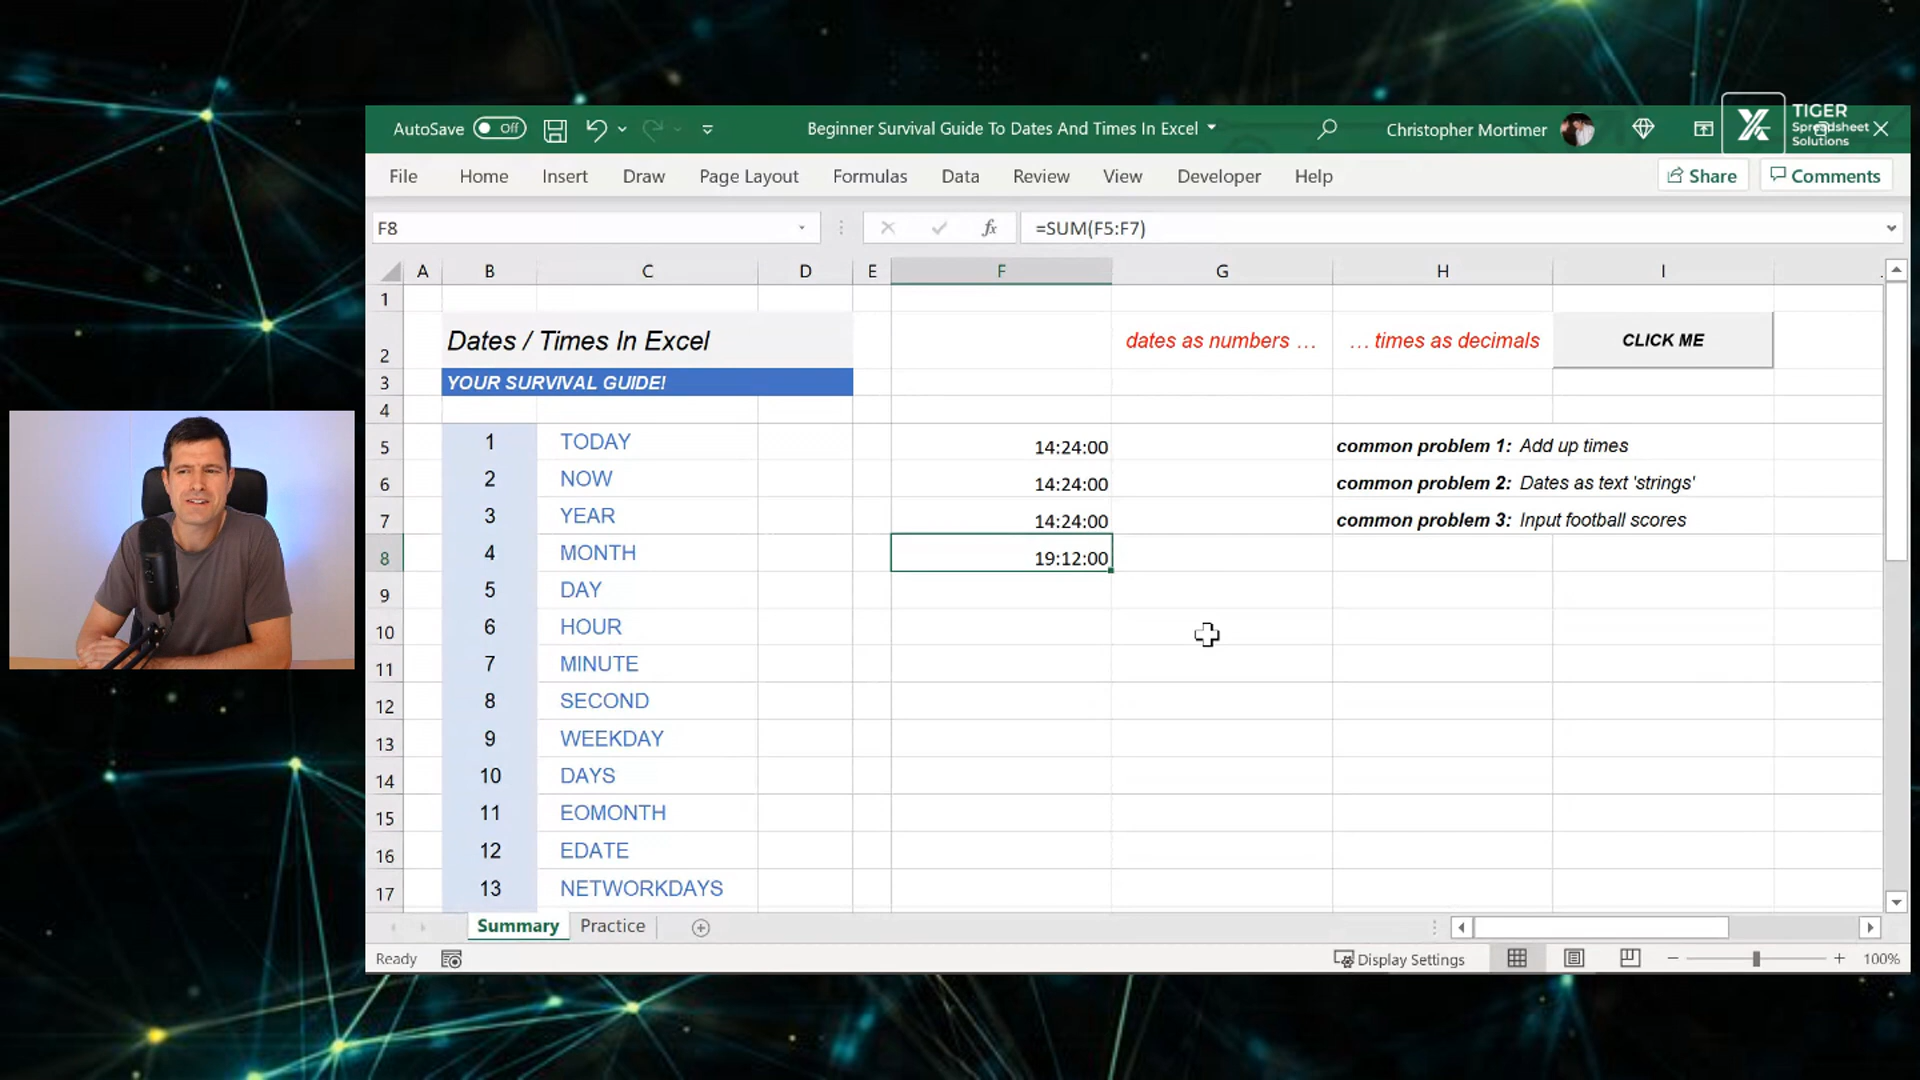 AutoSave Off
Beginner Survival Guide To Dates And Times In Excel
Christopher Mortimer
TIGER
Spreadsheet
Solutions
File Home Insert Draw Page Layout Formulas Data Review View Developer Help Share Comments
F8 fx =SUM(F5:F7)
A B C D E F G H I
1
2 Dates / Times In Excel dates as numbers … … times as decimals CLICK ME
3 YOUR SURVIVAL GUIDE!
4
5 1 TODAY 14:24:00 common problem 1: Add up times
6 2 NOW 14:24:00 common problem 2: Dates as text 'strings'
7 3 YEAR 14:24:00 common problem 3: Input football scores
8 4 MONTH 19:12:00
9 5 DAY
10 6 HOUR
11 7 MINUTE
12 8 SECOND
13 9 WEEKDAY
14 10 DAYS
15 11 EOMONTH
16 12 EDATE
17 13 NETWORKDAYS
Summary Practice
Ready Display Settings 100%